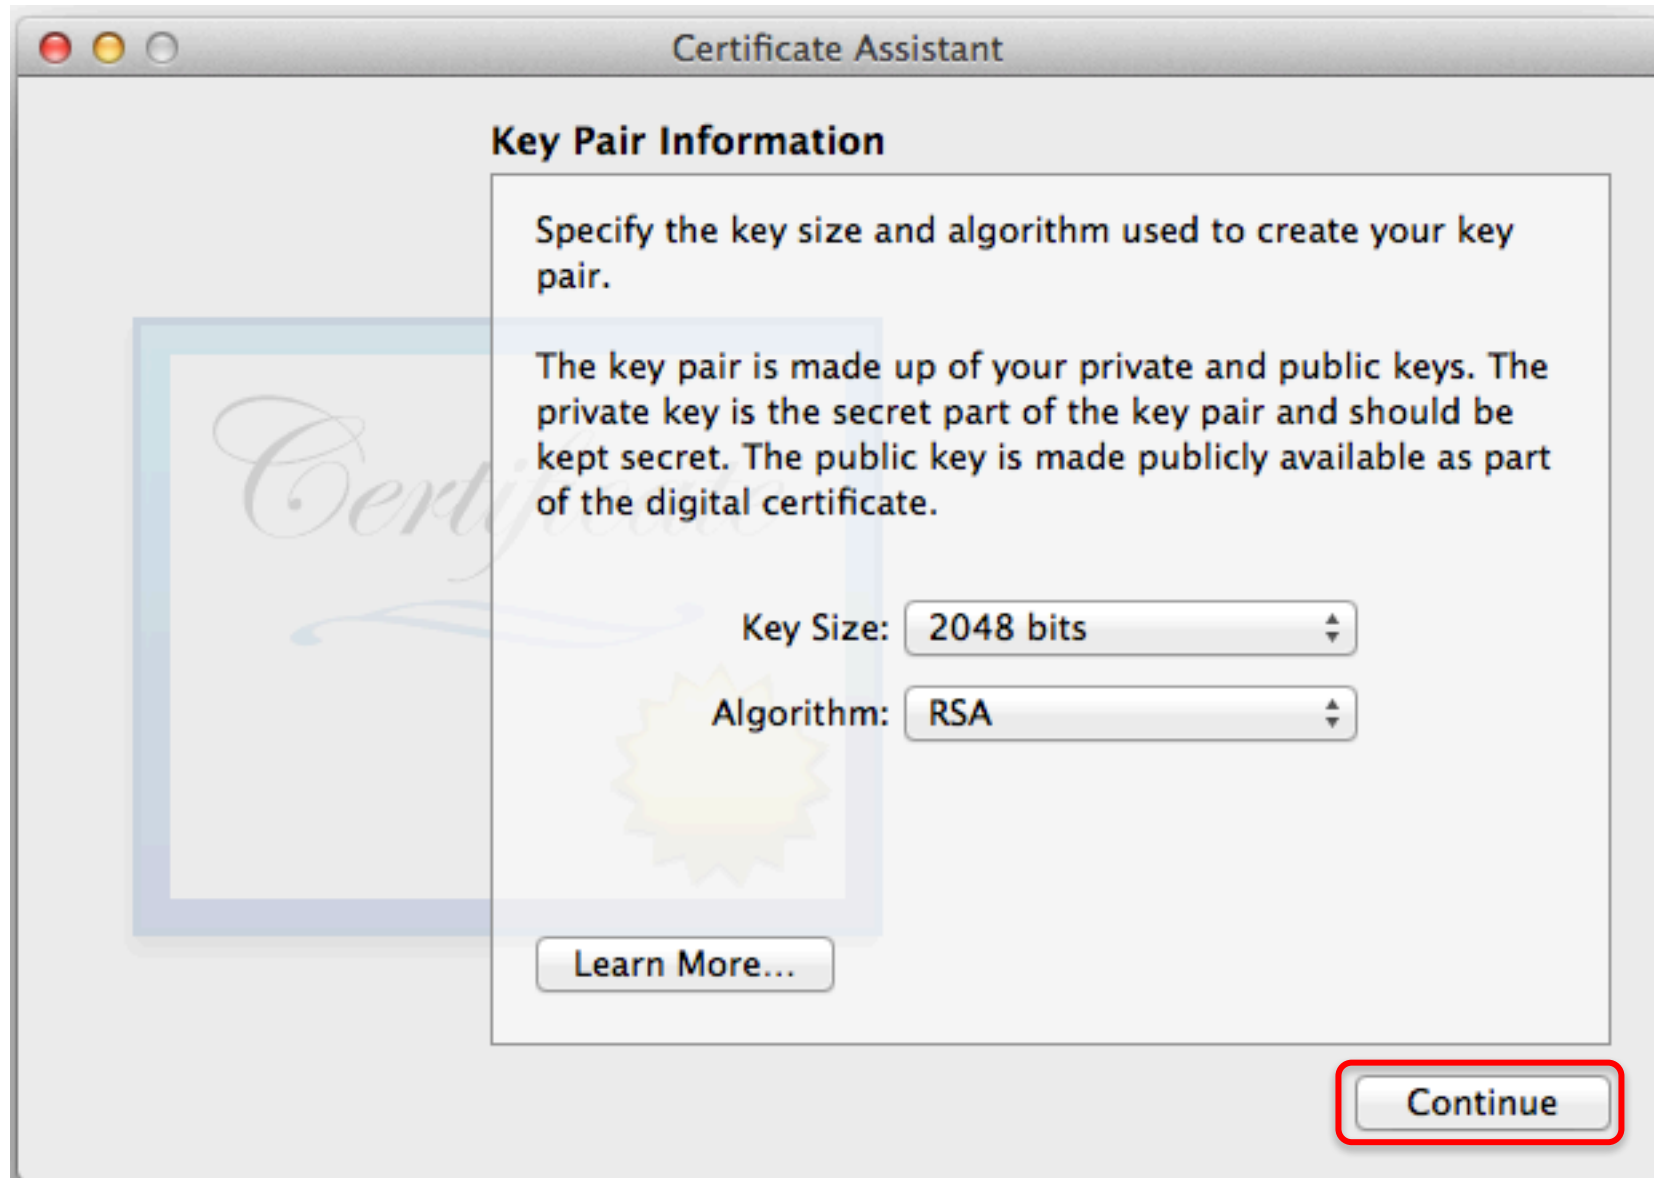 Certificate Assistant
Key Pair Information
Specify the key size and algorithm used to create your key
pair.
The key pair is made up of your private and public keys. The
private key is the secret part of the key pair and should be
kept secret. The public key is made publicly available as part
of the digital certificate.
Certificate
Key Size: 2048 bits
Algorithm: RSA
Learn More...
Continue